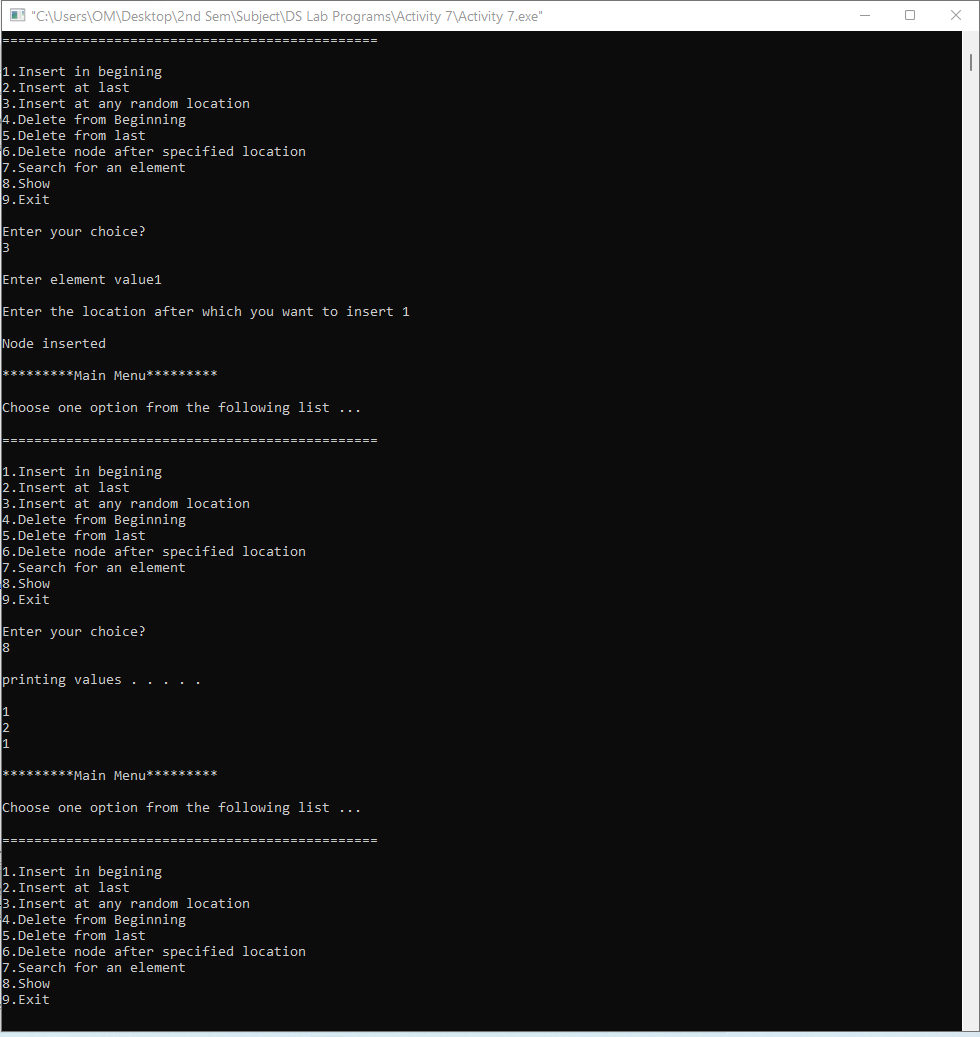 "C:\Users\OM\Desktop\2nd Sem\Subject\DS Lab Programs\Activity 7\Activity 7.exe"
===============================================
1.Insert in begining
2.Insert at last
3.Insert at any random location
4.Delete from Beginning
5.Delete from last
6.Delete node after specified location
7.Search for an element
8.Show
9.Exit
Enter your choice?
3
Enter element value1
Enter the location after which you want to insert 1
Node inserted
*********Main Menu*********
Choose one option from the following list ...
===============================================
1.Insert in begining
2.Insert at last
3.Insert at any random location
4.Delete from Beginning
5.Delete from last
6.Delete node after specified location
7.Search for an element
8.Show
9.Exit
Enter your choice?
8
printing values . . . . .
1
2
1
*********Main Menu*********
Choose one option from the following list ...
===============================================
1.Insert in begining
2.Insert at last
3.Insert at any random location
4.Delete from Beginning
5.Delete from last
6.Delete node after specified location
7.Search for an element
8.Show
9.Exit